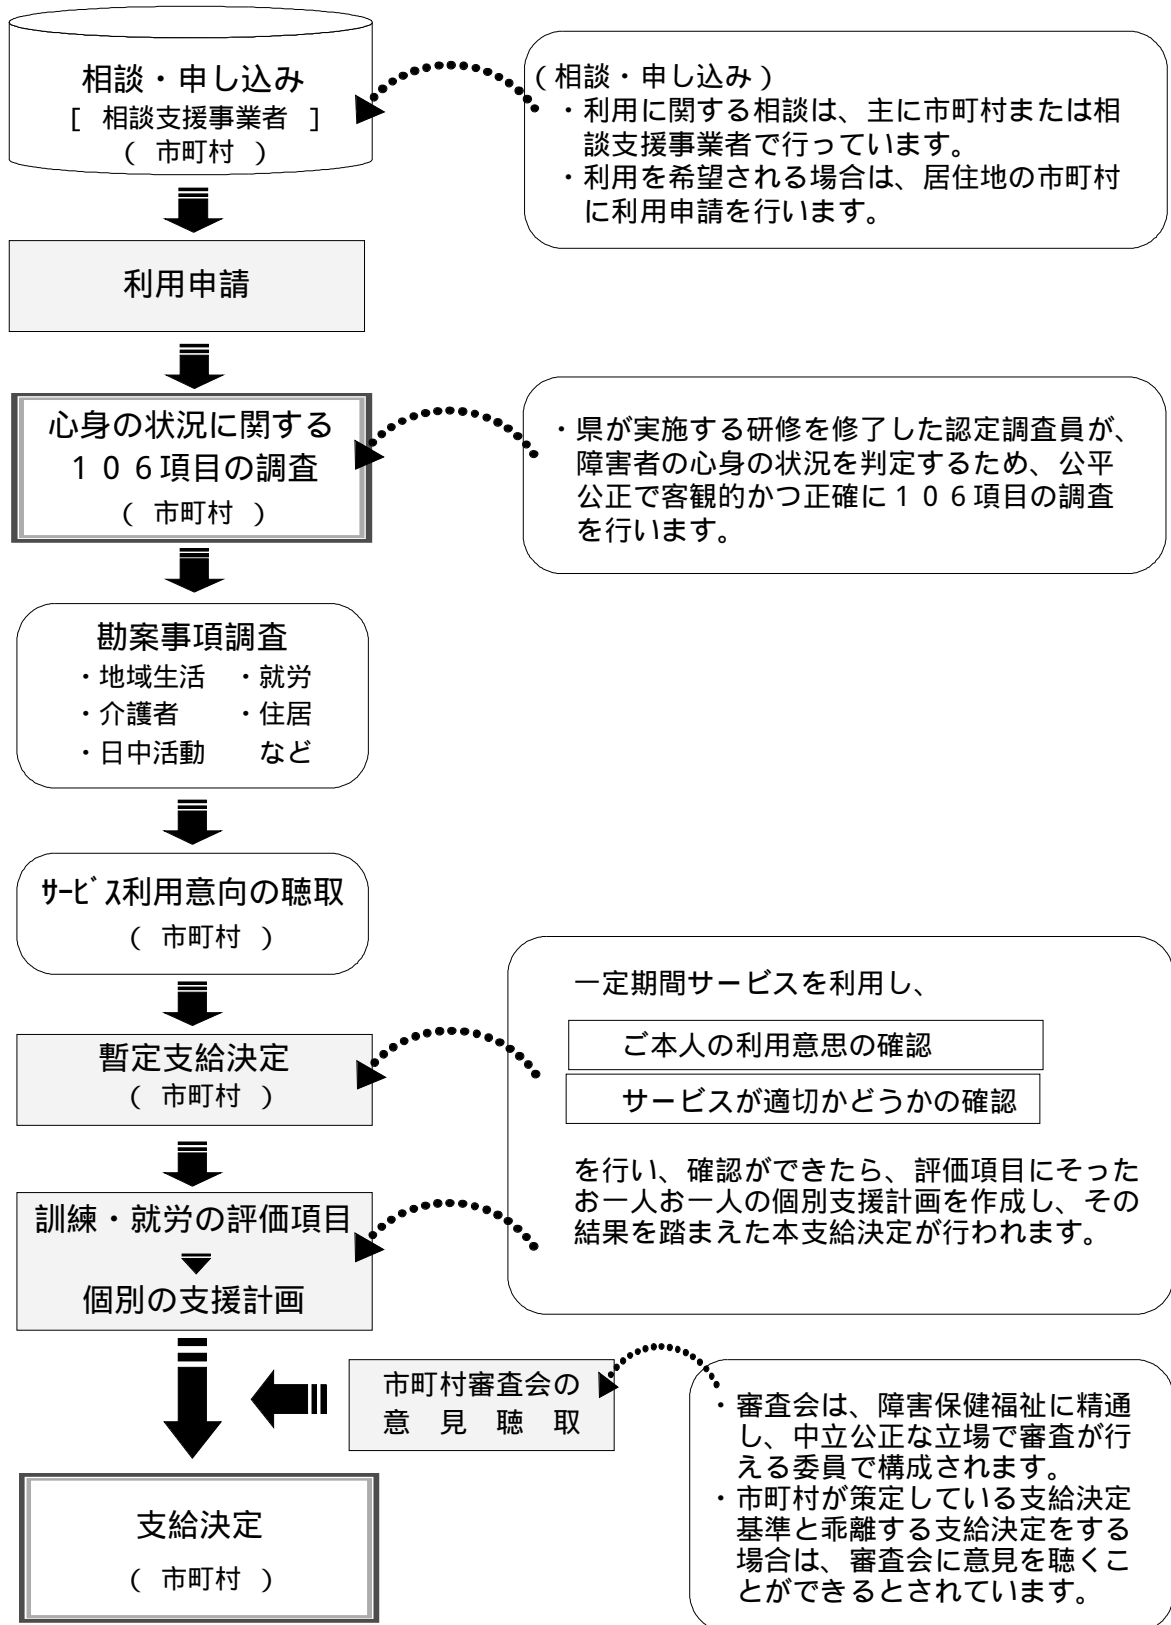 相談・申し込み
[ 相談支援事業者 ]
( 市町村 )
(相談・申し込み)
・利用に関する相談は、主に市町村または相
談支援事業者で行っています。
・利用を希望される場合は、居住地の市町村
に利用申請を行います。
利用申請
心身の状況に関する
106項目の調査
( 市町村 )
・県が実施する研修を修了した認定調査員が、
障害者の心身の状況を判定するため、公平
公正で客観的かつ正確に106項目の調査
を行います。
勘案事項調査
・地域生活 ・就労
・介護者 ・住居
・日中活動 など
ｻｰﾋﾞｽ利用意向の聴取
( 市町村 )
暫定支給決定
( 市町村 )
一定期間サービスを利用し、
ご本人の利用意思の確認
サービスが適切かどうかの確認
を行い、確認ができたら、評価項目にそった
お一人お一人の個別支援計画を作成し、その
結果を踏まえた本支給決定が行われます。
訓練・就労の評価項目
個別の支援計画
市町村審査会の
意見聴取
・審査会は、障害保健福祉に精通
し、中立公正な立場で審査が行
える委員で構成されます。
・市町村が策定している支給決定
基準と乖離する支給決定をする
場合は、審査会に意見を聴くこ
とができるとされています。
支給決定
( 市町村 )